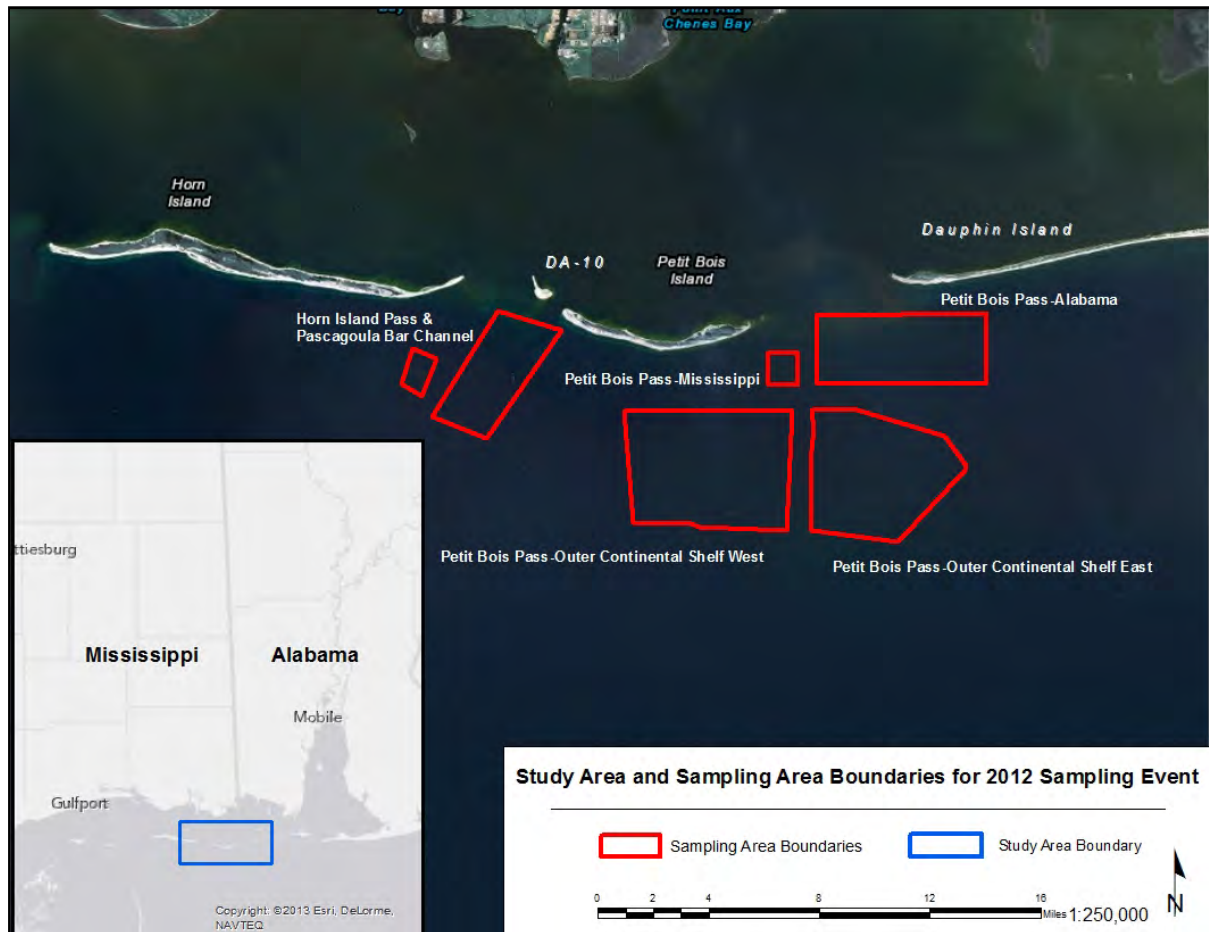 Bay
Point Aux
Chenes Bay
Horn
Island
DA-10
Petit Bois
Island
Dauphin Island
Petit Bois Pass-Alabama
Horn Island Pass &
Pascagoula Bar Channel
Petit Bois Pass-Mississippi
Petit Bois Pass-Outer Continental Shelf West
Petit Bois Pass-Outer Continental Shelf East
ttiesburg
Mississippi
Alabama
Mobile
Gulfport
Copyright: ©2013 Esri, DeLorme,
NAVTEQ
Study Area and Sampling Area Boundaries for 2012 Sampling Event
Sampling Area Boundaries
Study Area Boundary
0 2 4 8 12 16
Miles 1:250,000
N